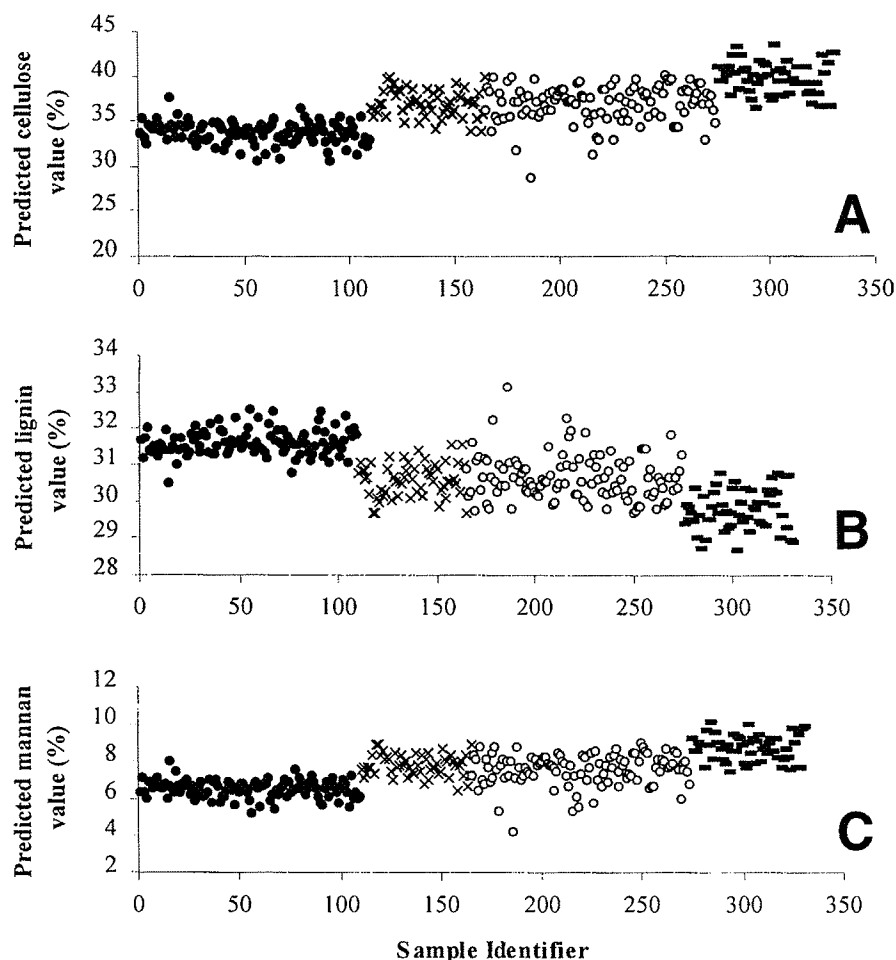 Predicted cellulose
value (%)
45
40
35
30
25
20
0 50 100 150 200 250 300 350
A
Predicted lignin
value (%)
34
33
32
31
30
29
28
0 50 100 150 200 250 300 350
B
Predicted mannan
value (%)
12
10
8
6
4
2
0 50 100 150 200 250 300 350
C
Sample Identifier